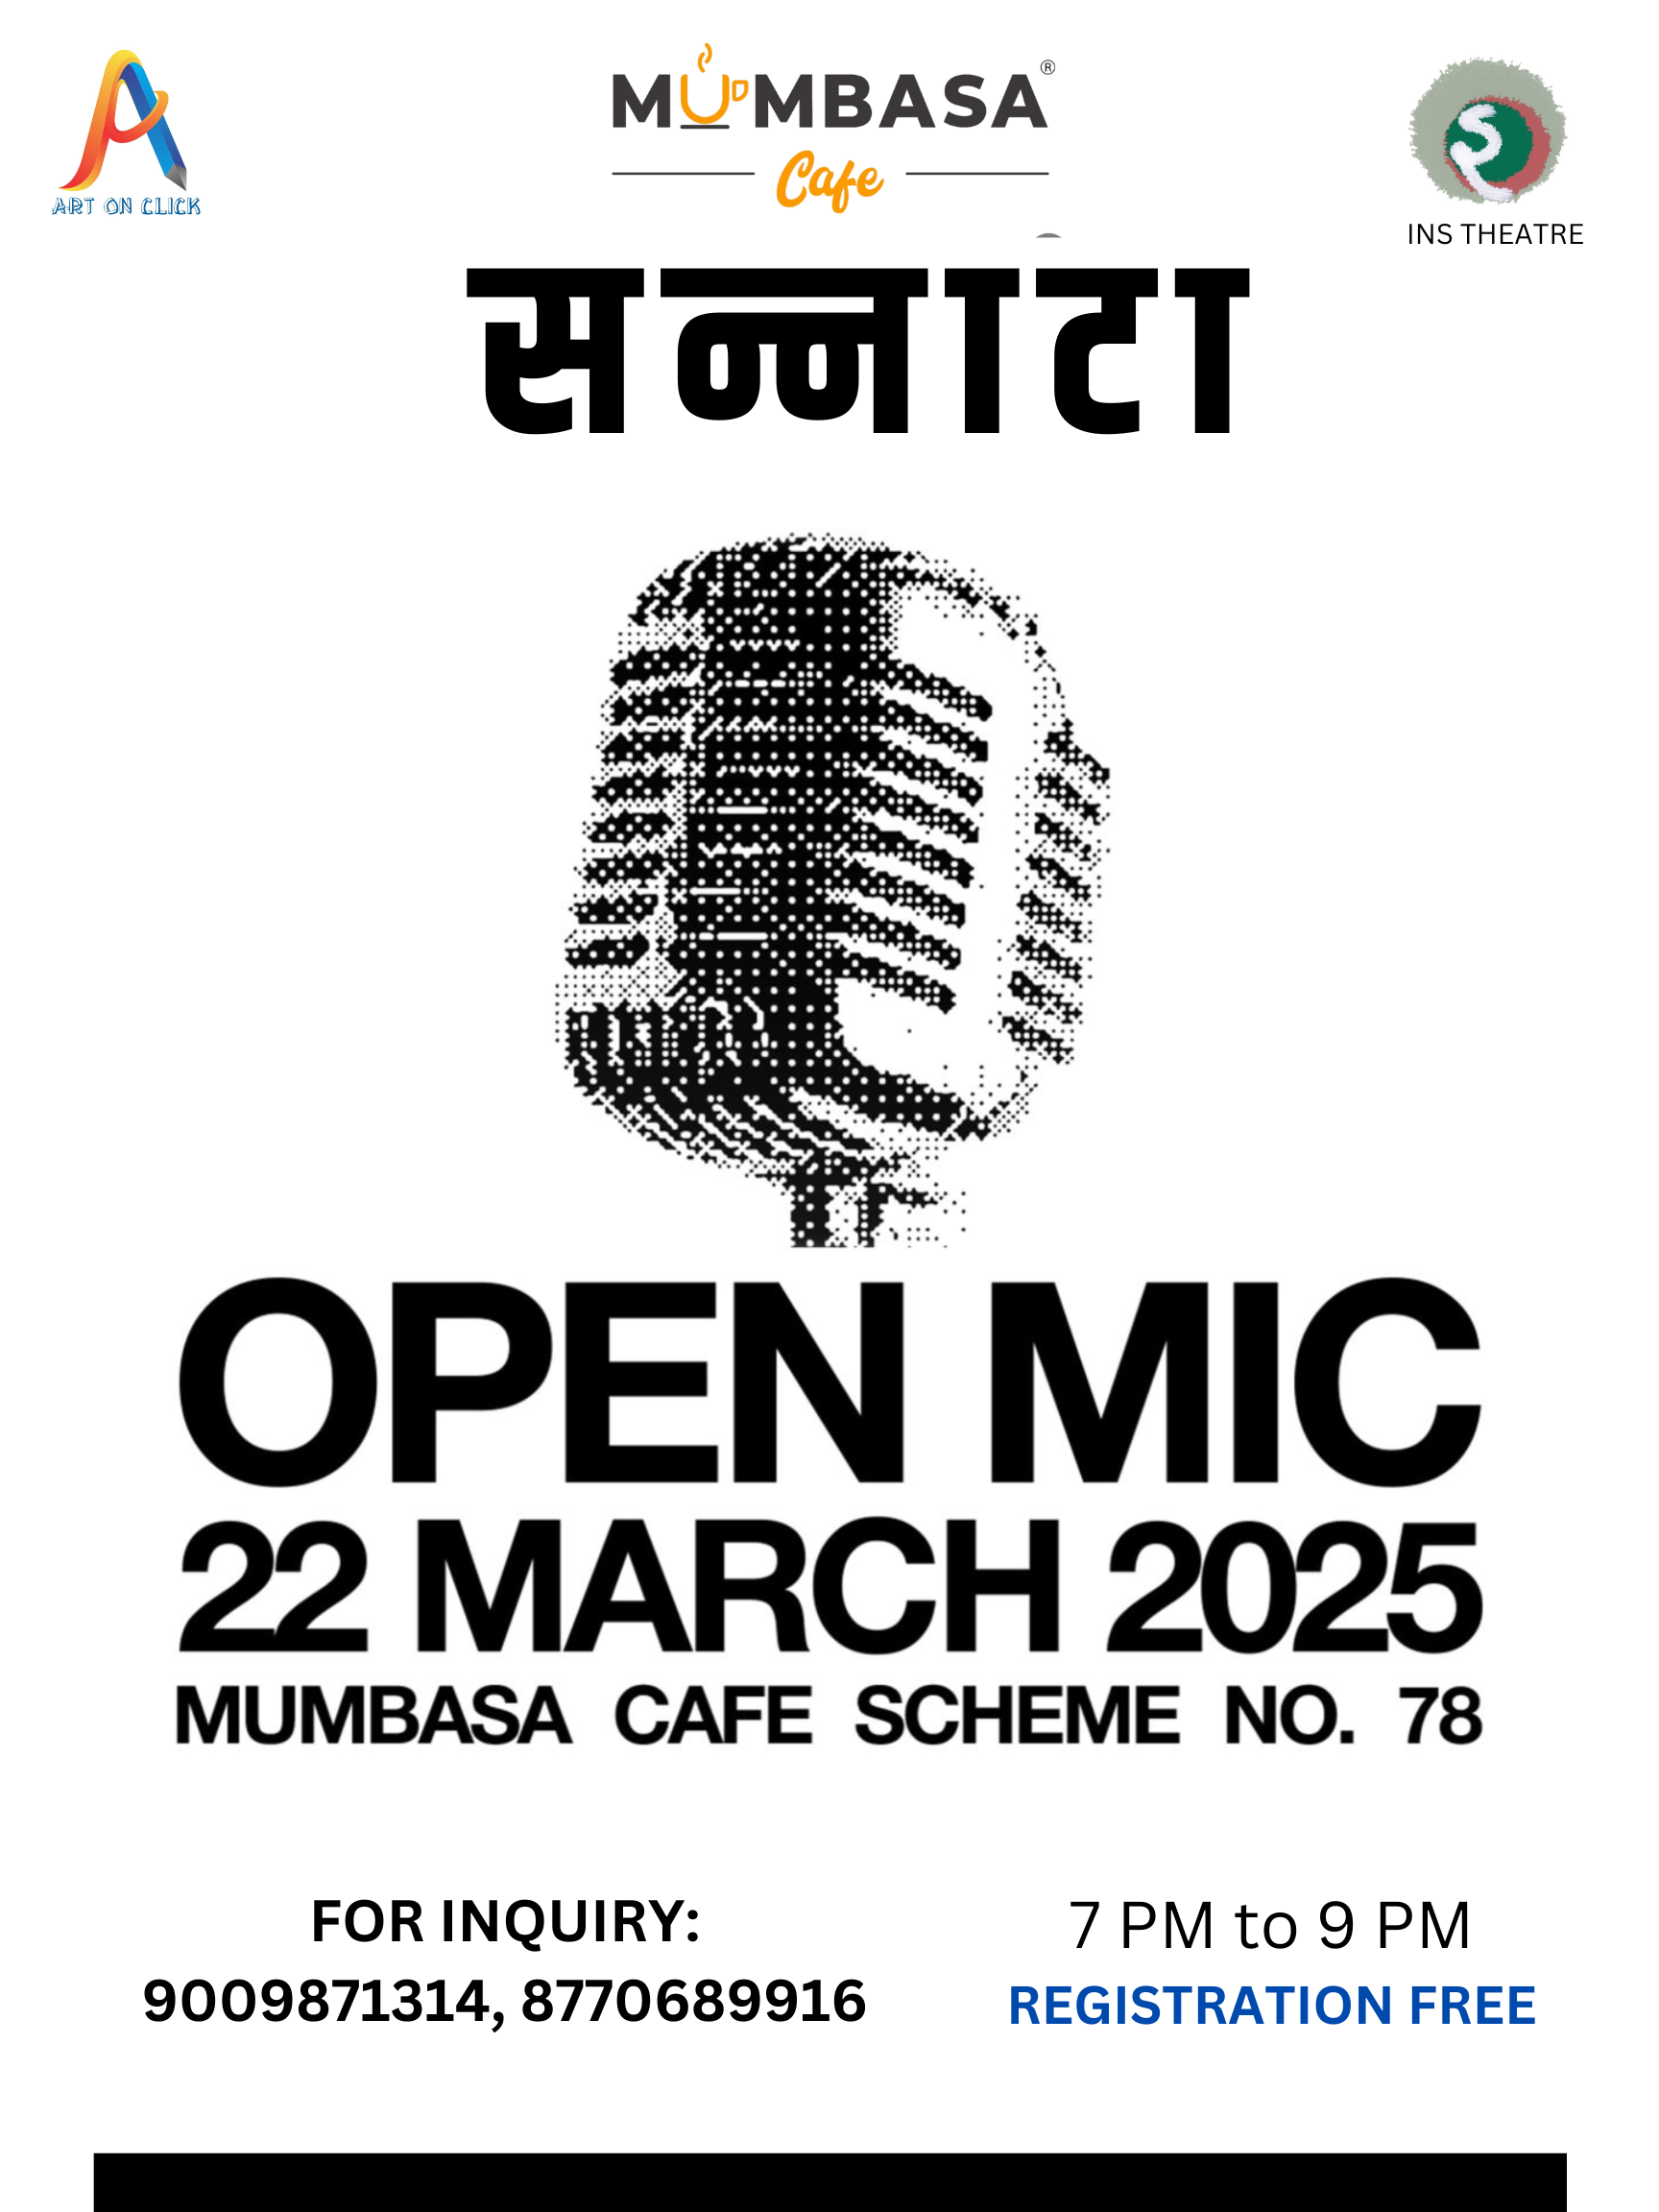 ART ON CLICK
MUMBASA®
Cafe
INS THEATRE
सन्नाटा
OPEN MIC
22 MARCH 2025
MUMBASA CAFE SCHEME NO. 78
FOR INQUIRY:
9009871314, 8770689916
7 PM to 9 PM
REGISTRATION FREE